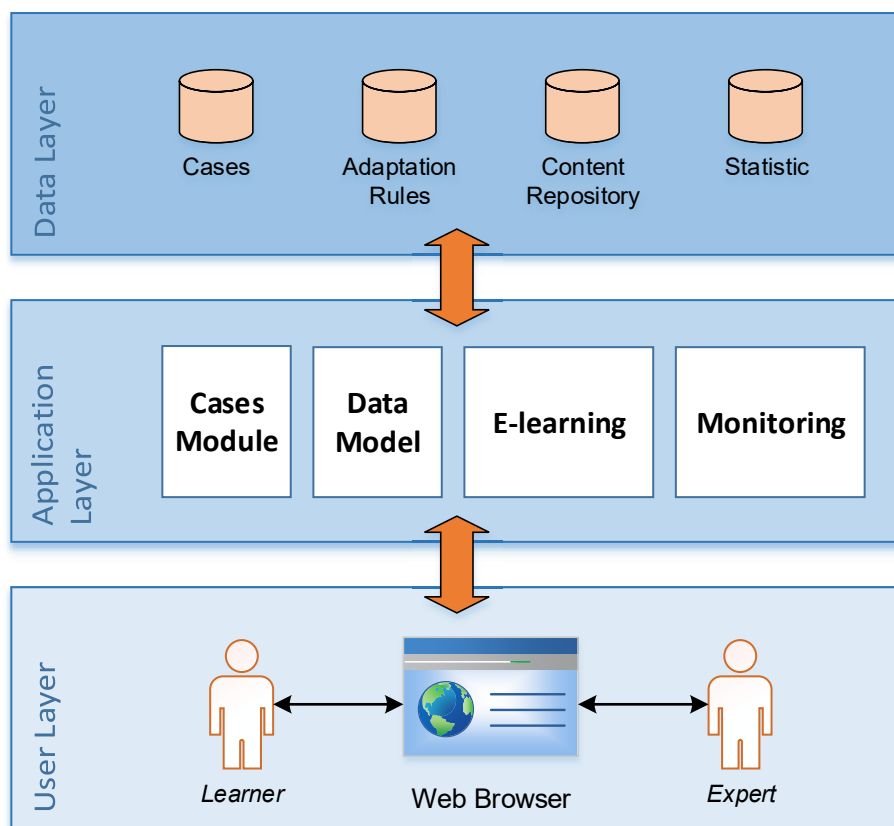 Data Layer
Cases
Adaptation
Rules
Content
Repository
Statistic
Application
Layer
Cases
Module
Data
Model
E-learning
Monitoring
User Layer
Learner
Web Browser
Expert